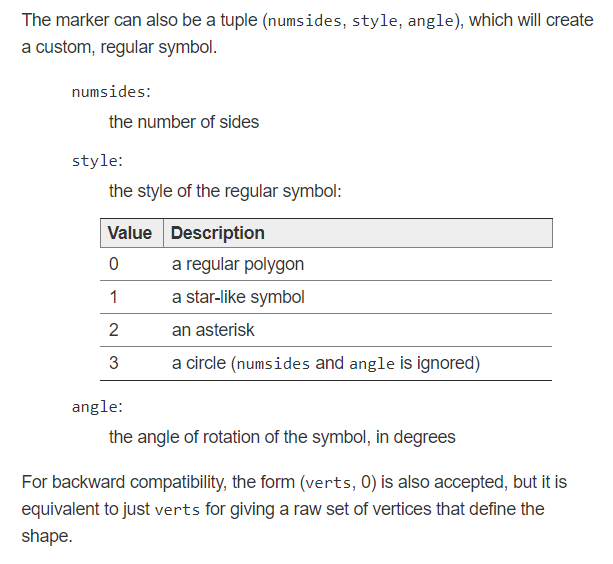 The marker can also be a tuple (numsides, style, angle), which will create
a custom, regular symbol.
numsides:
the number of sides
style:
the style of the regular symbol:
Value Description
0 a regular polygon
1 a star-like symbol
2 an asterisk
3 a circle (numsides and angle is ignored)
angle:
the angle of rotation of the symbol, in degrees
For backward compatibility, the form (verts, 0) is also accepted, but it is
equivalent to just verts for giving a raw set of vertices that define the
shape.